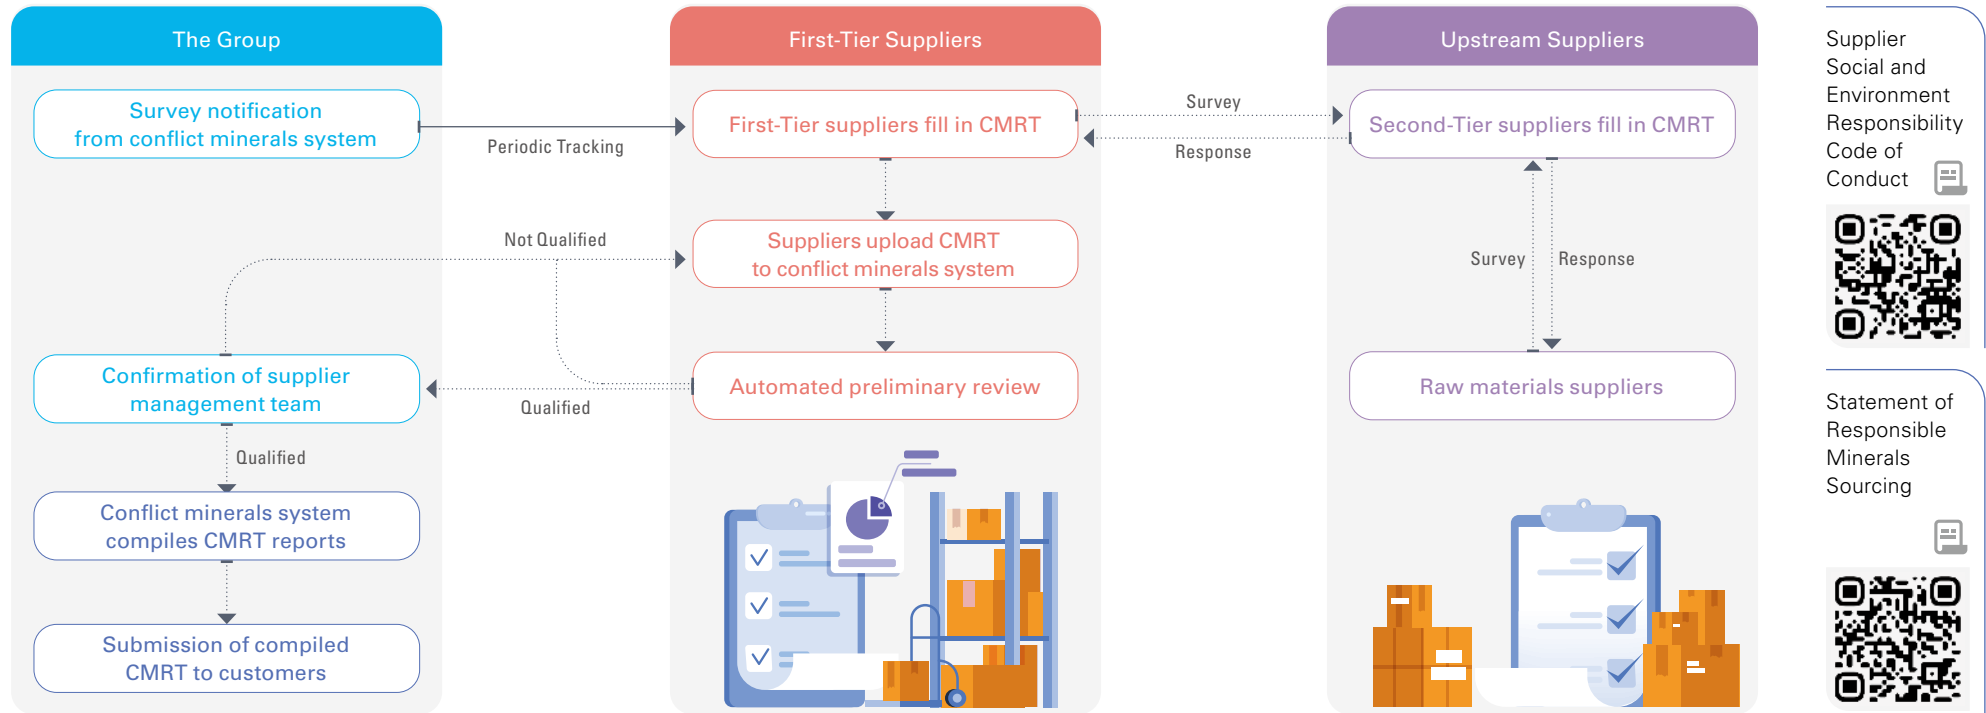 The Group
Survey notification
from conflict minerals system
Periodic Tracking
Not Qualified
Confirmation of supplier
management team
Qualified
Qualified
Conflict minerals system
compiles CMRT reports
Submission of compiled
CMRT to customers
First-Tier Suppliers
First-Tier suppliers fill in CMRT
Suppliers upload CMRT
to conflict minerals system
Automated preliminary review
Survey
Response
Upstream Suppliers
Second-Tier suppliers fill in CMRT
Survey
Response
Raw materials suppliers
Supplier
Social and
Environment
Responsibility
Code of
Conduct
Statement of
Responsible
Minerals
Sourcing